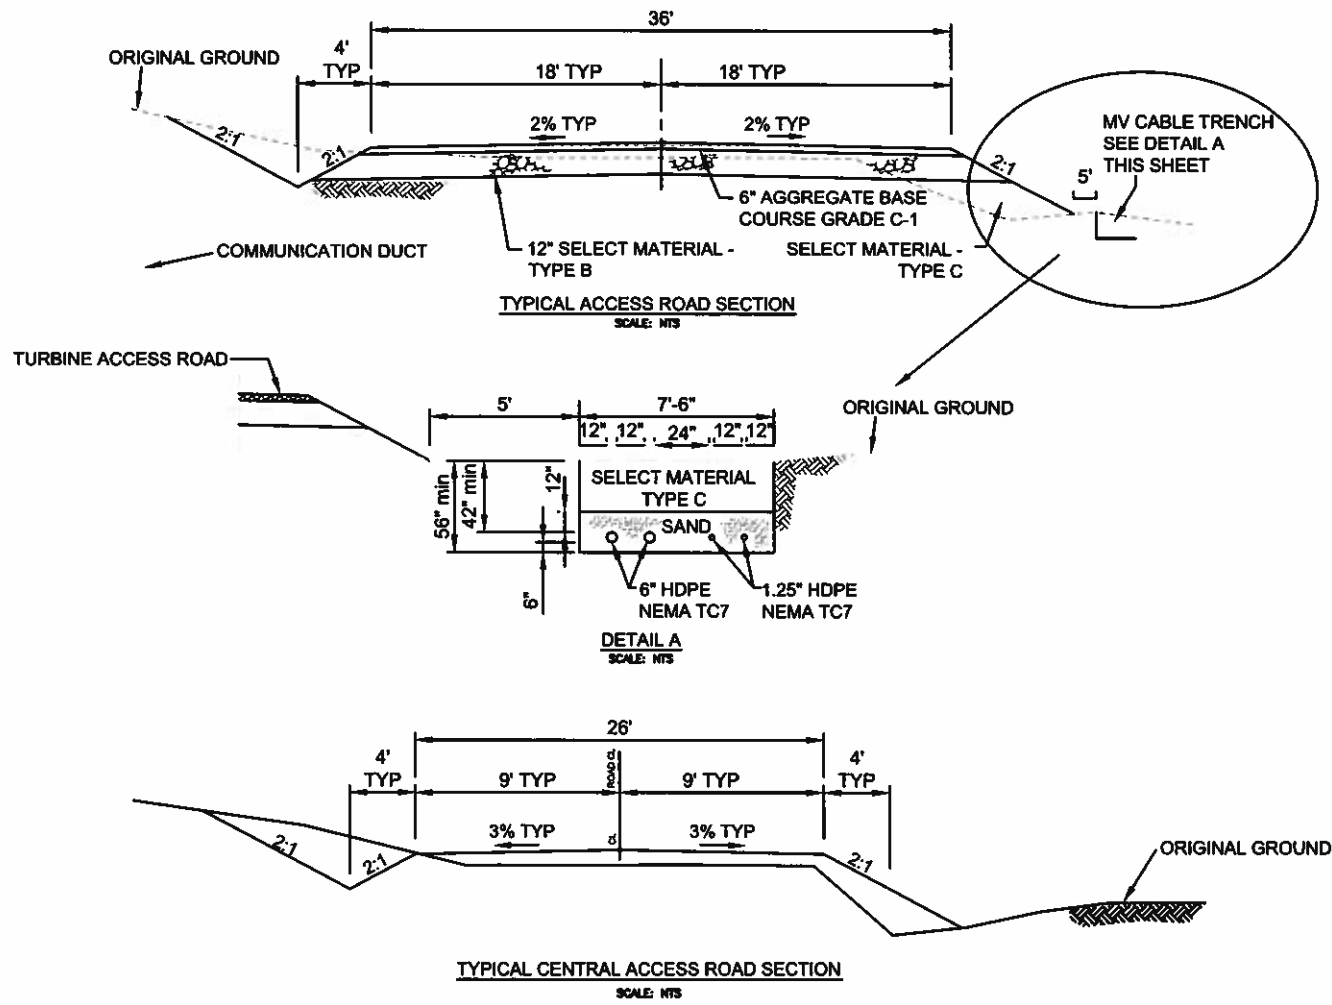 36'
ORIGINAL GROUND
4'
TYP
18' TYP
18' TYP
2:1
2:1
2% TYP
2% TYP
2:1
MV CABLE TRENCH
SEE DETAIL A
THIS SHEET
5'
6" AGGREGATE BASE
COURSE GRADE C-1
COMMUNICATION DUCT
12" SELECT MATERIAL -
TYPE B
SELECT MATERIAL -
TYPE C
TYPICAL ACCESS ROAD SECTION
SCALE: NTS
TURBINE ACCESS ROAD
5'
7'-6"
ORIGINAL GROUND
12" 12" 24" 12" 12"
56" min
42" min
12"
SELECT MATERIAL
TYPE C
SAND
6"
6" HDPE
NEMA TC7
1.25" HDPE
NEMA TC7
DETAIL A
SCALE: NTS
26'
4'
TYP
9' TYP
ROAD CL
9' TYP
4'
TYP
2:1
2:1
3% TYP
CL
3% TYP
2:1
ORIGINAL GROUND
TYPICAL CENTRAL ACCESS ROAD SECTION
SCALE: NTS